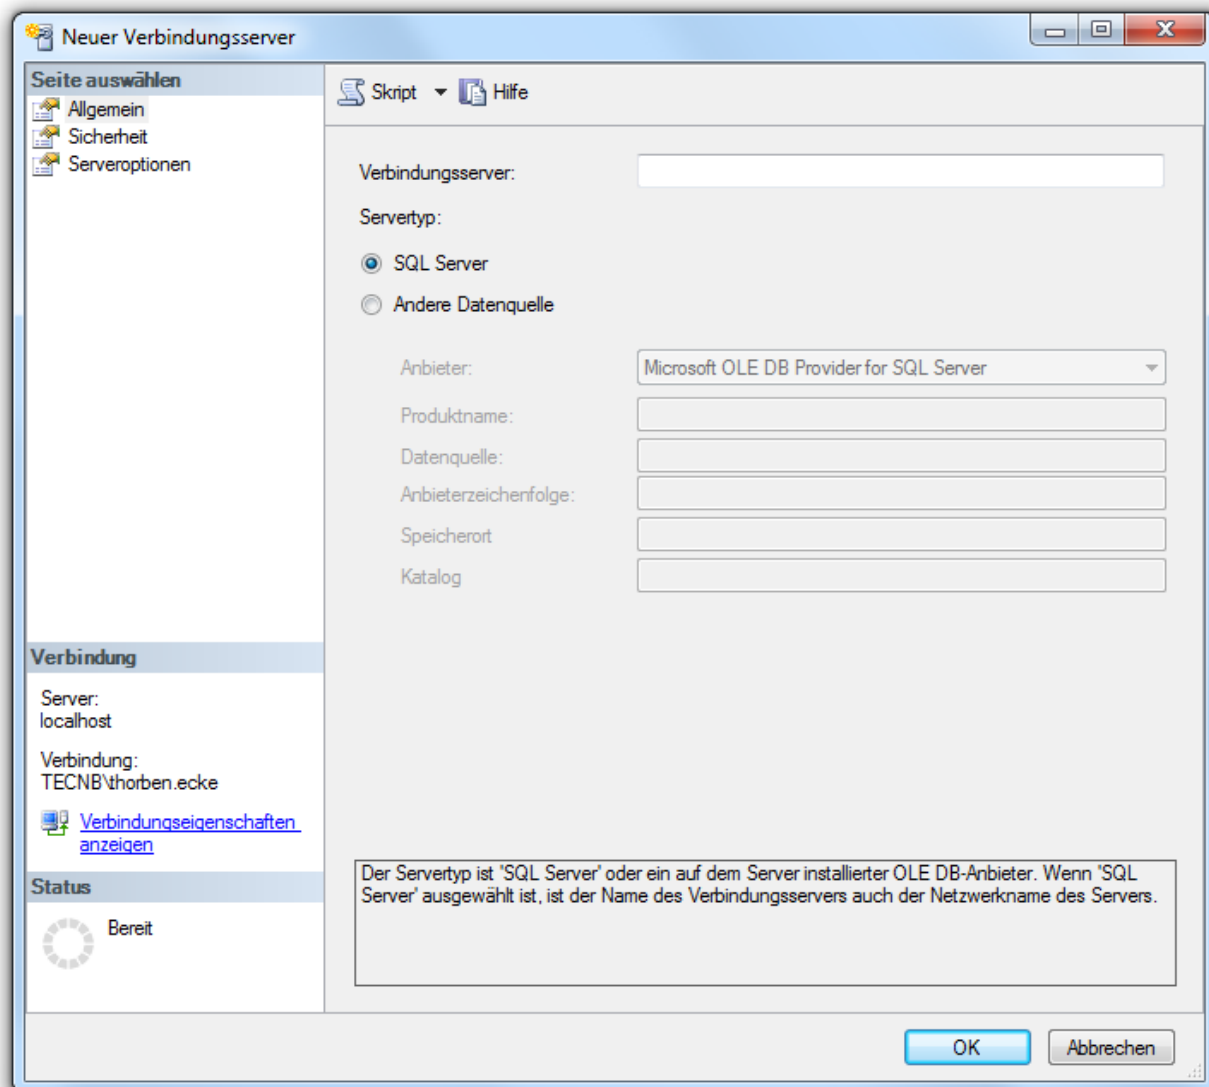 Neuer Verbindungsserver
Seite auswählen
Allgemein
Sicherheit
Serveroptionen
Skript
Hilfe
Verbindungsserver:
Servertyp:
SQL Server
Andere Datenquelle
Anbieter:
Microsoft OLE DB Provider for SQL Server
Produktname:
Datenquelle:
Anbieterzeichenfolge:
Speicherort
Katalog
Verbindung
Server:
localhost
Verbindung:
TECNB\thorben.ecke
Verbindungseigenschaften
anzeigen
Status
Bereit
Der Servertyp ist 'SQL Server' oder ein auf dem Server installierter OLE DB-Anbieter. Wenn 'SQL
Server' ausgewählt ist, ist der Name des Verbindungsservers auch der Netzwerkname des Servers.
OK
Abbrechen